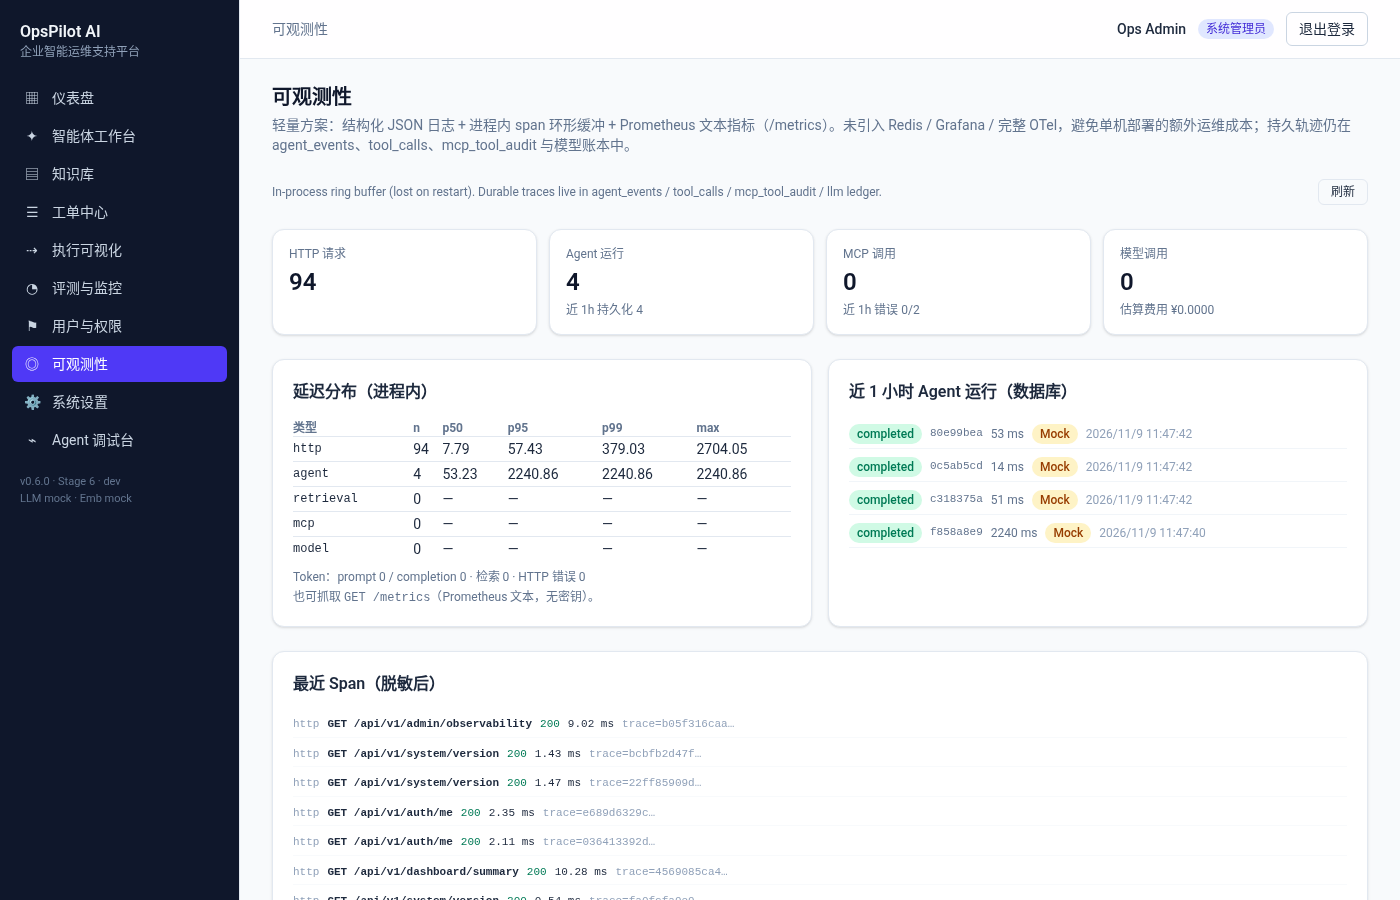 OpsPilot AI
企业智能运维支持平台
仪表盘
智能体工作台
知识库
工单中心
执行可视化
评测与监控
用户与权限
可观测性
系统设置
Agent 调试台
v0.6.0 · Stage 6 · dev
LLM mock · Emb mock
可观测性
Ops Admin 系统管理员 退出登录
可观测性
轻量方案：结构化 JSON 日志 + 进程内 span 环形缓冲 + Prometheus 文本指标（/metrics）。未引入 Redis / Grafana / 完整 OTel，避免单机部署的额外运维成本；持久轨迹仍在
agent_events、tool_calls、mcp_tool_audit 与模型账本中。
In-process ring buffer (lost on restart). Durable traces live in agent_events / tool_calls / mcp_tool_audit / llm ledger.
刷新
HTTP 请求
94
Agent 运行
4
近 1h 持久化 4
MCP 调用
0
近 1h 错误 0/2
模型调用
0
估算费用 ¥0.0000
延迟分布（进程内）
类型 n p50 p95 p99 max
http 94 7.79 57.43 379.03 2704.05
agent 4 53.23 2240.86 2240.86 2240.86
retrieval 0 — — — —
mcp 0 — — — —
model 0 — — — —
Token：prompt 0 / completion 0 · 检索 0 · HTTP 错误 0
也可抓取 GET /metrics（Prometheus 文本，无密钥）。
近 1 小时 Agent 运行（数据库）
completed 80e99bea 53 ms Mock 2026/11/9 11:47:42
completed 0c5ab5cd 14 ms Mock 2026/11/9 11:47:42
completed c318375a 51 ms Mock 2026/11/9 11:47:42
completed f858a8e9 2240 ms Mock 2026/11/9 11:47:40
最近 Span（脱敏后）
http GET /api/v1/admin/observability 200 9.02 ms trace=b05f316caa…
http GET /api/v1/system/version 200 1.43 ms trace=bcbfb2d47f…
http GET /api/v1/system/version 200 1.47 ms trace=22ff85909d…
http GET /api/v1/auth/me 200 2.35 ms trace=e689d6329c…
http GET /api/v1/auth/me 200 2.11 ms trace=036413392d…
http GET /api/v1/dashboard/summary 200 10.28 ms trace=4569085ca4…
http GET /api/v1/system/version 200